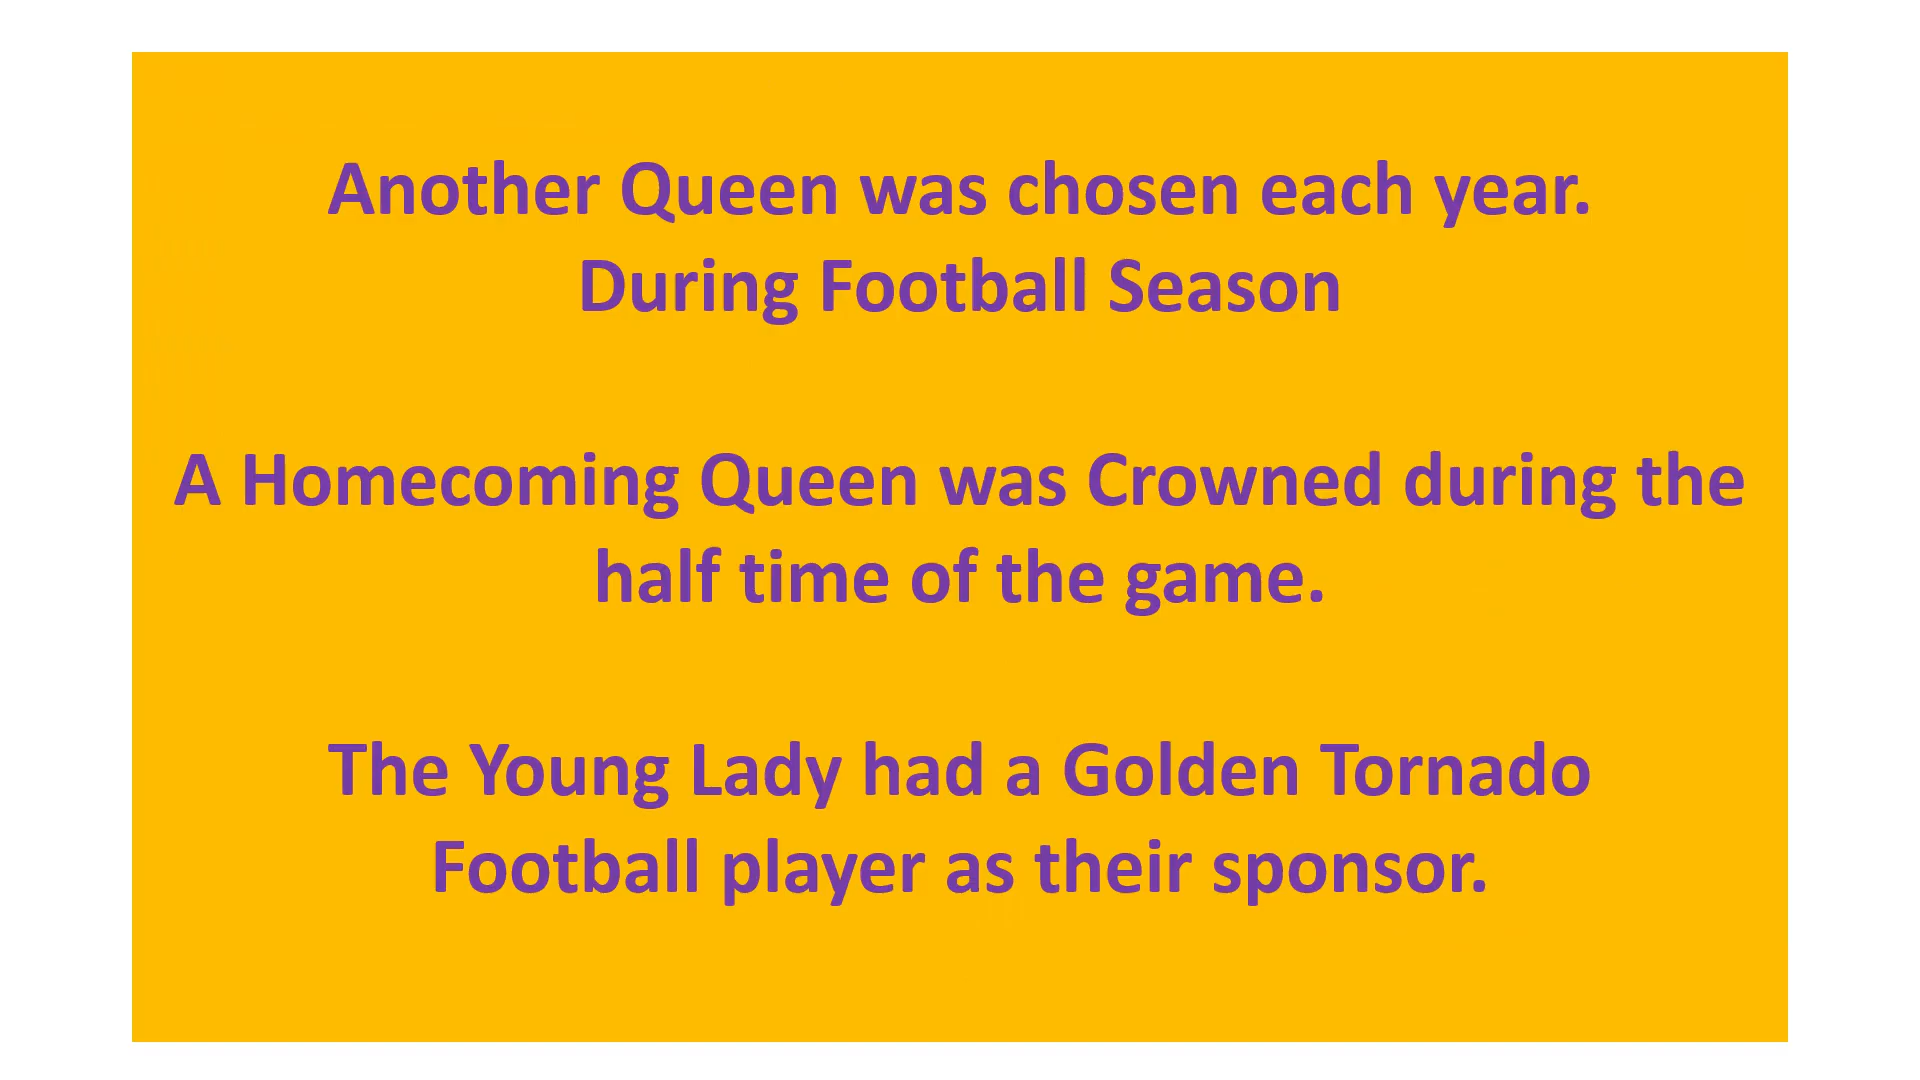 Another Queen was chosen each year.
During Football Season
A Homecoming Queen was Crowned during the
half time of the game.
The Young Lady had a Golden Tornado
Football player as their sponsor.